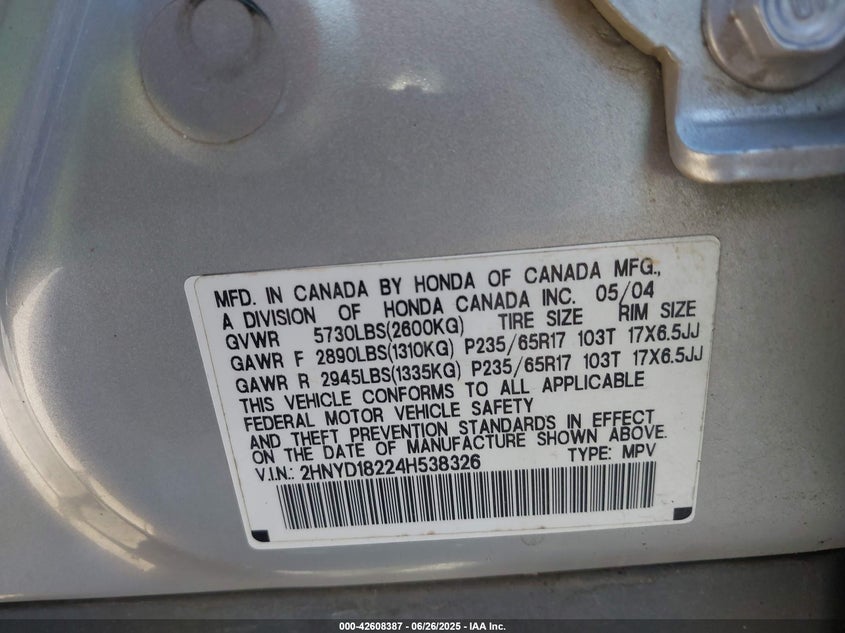 MFD. IN CANADA BY HONDA OF CANADA MFG.,
A DIVISION OF HONDA CANADA INC. 05/04
GVWR 5730LBS(2600KG) TIRE SIZE RIM SIZE
GAWR F 2890LBS(1310KG) P235/65R17 103T 17X6.5JJ
GAWR R 2945LBS(1335KG) P235/65R17 103T 17X6.5JJ
THIS VEHICLE CONFORMS TO ALL APPLICABLE
FEDERAL MOTOR VEHICLE SAFETY
AND THEFT PREVENTION STANDARDS IN EFFECT
ON THE DATE OF MANUFACTURE SHOWN ABOVE.
V.I.N.: 2HNYD18224H538326 TYPE: MPV
000-42608387 - 06/26/2025 - IAA Inc.